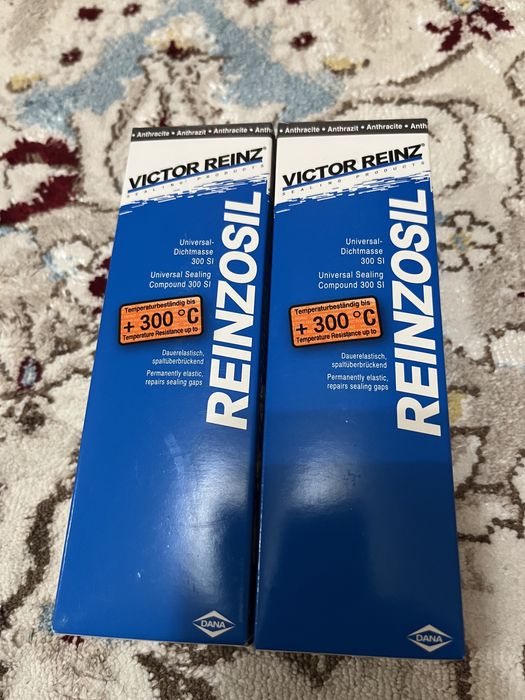 • Anthracite • Anthrazit • Anthracite • Anth
VICTOR REINZ®
SEALING PRODUCTS
Universal-
Dichtmasse
300 SI
Universal Sealing
Compound 300 SI
Temperaturbeständig bis
+ 300 °C
Temperature Resistance up to
Dauerelastisch,
spaltüberbrückend
Permanently elastic,
repairs sealing gaps
REINZOSIL
DANA
• Anthracite • Anthrazit • Anthracite • Anth
VICTOR REINZ®
SEALING PRODUCTS
Universal-
Dichtmasse
300 SI
Universal Sealing
Compound 300 SI
Temperaturbeständig bis
+ 300 °C
Temperature Resistance up to
Dauerelastisch,
spaltüberbrückend
Permanently elastic,
repairs sealing gaps
REINZOSIL
DANA